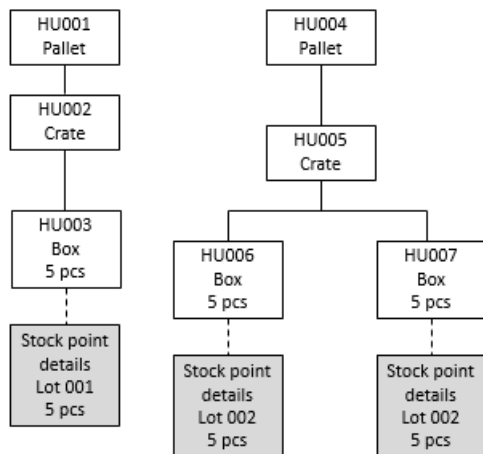 HU001
Pallet
HU002
Crate
HU003
Box
5 pcs
Stock point
details
Lot 001
5 pcs
HU004
Pallet
HU005
Crate
HU006
Box
5 pcs
Stock point
details
Lot 002
5 pcs
HU007
Box
5 pcs
Stock point
details
Lot 002
5 pcs